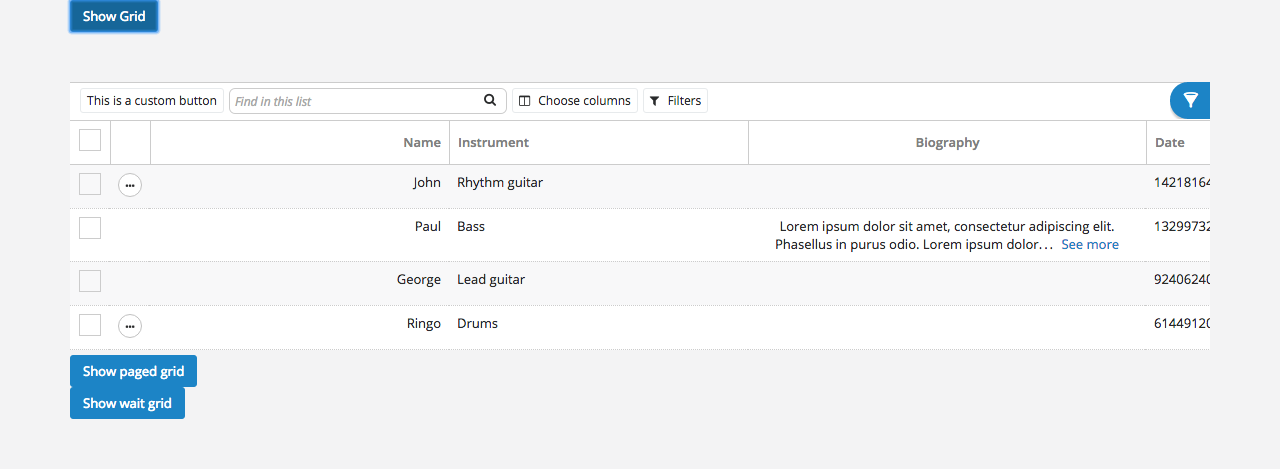 Show Grid
This is a custom button Find in this list Choose columns Filters
Name Instrument Biography Date
John Rhythm guitar 14218164
Paul Bass Lorem ipsum dolor sit amet, consectetur adipiscing elit. 13299732
Phasellus in purus odio. Lorem ipsum dolor... See more
George Lead guitar 92406240
Ringo Drums 61449120
Show paged grid
Show wait grid